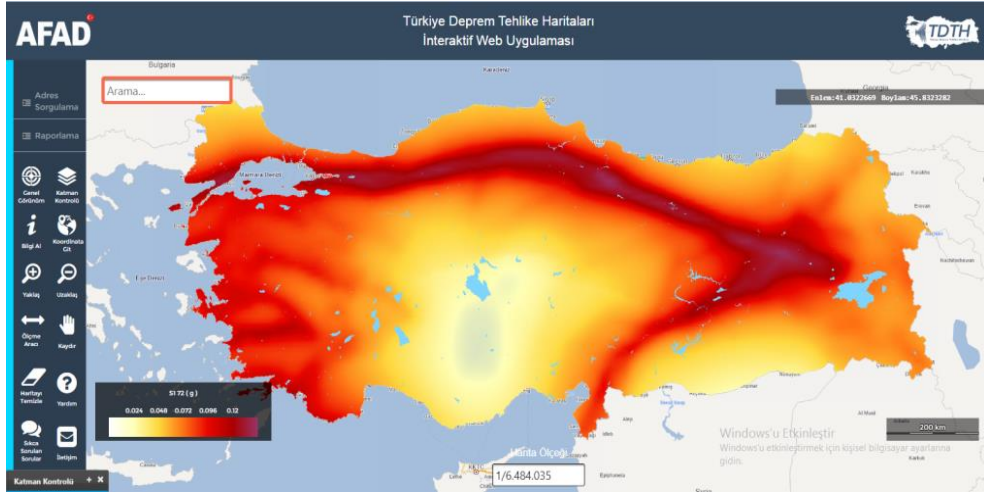 AFAD
Türkiye Deprem Tehlike Haritaları
İnteraktif Web Uygulaması
TDTH
Adres
Sorgulama
Raporlama
Genel
Görünüm
Katman
Kontrolü
Bilgi Al
Koordinata
Git
Yaklaş
Uzaklaş
Ölçme
Aracı
Kaydır
Haritayı
Temizle
Yardım
Sıkca
Sorulan
Sorular
İletişim
Katman Kontrolü + ×
Arama...
Bulgaria
Karadeniz
Georgia
Enlem:41.0322669 Boylam:45.8323282
Marmara Denizi
Ege Denizi
Erevan
S1 72 ( g )
0.024 0.048 0.072 0.096 0.12
Al Mawl
200 km
Windows'u Etkinleştir
Windows'u etkinleştirmek için kişisel bilgisayar ayarlarına
gidin.
Harita Ölçeği
1/6.484.035